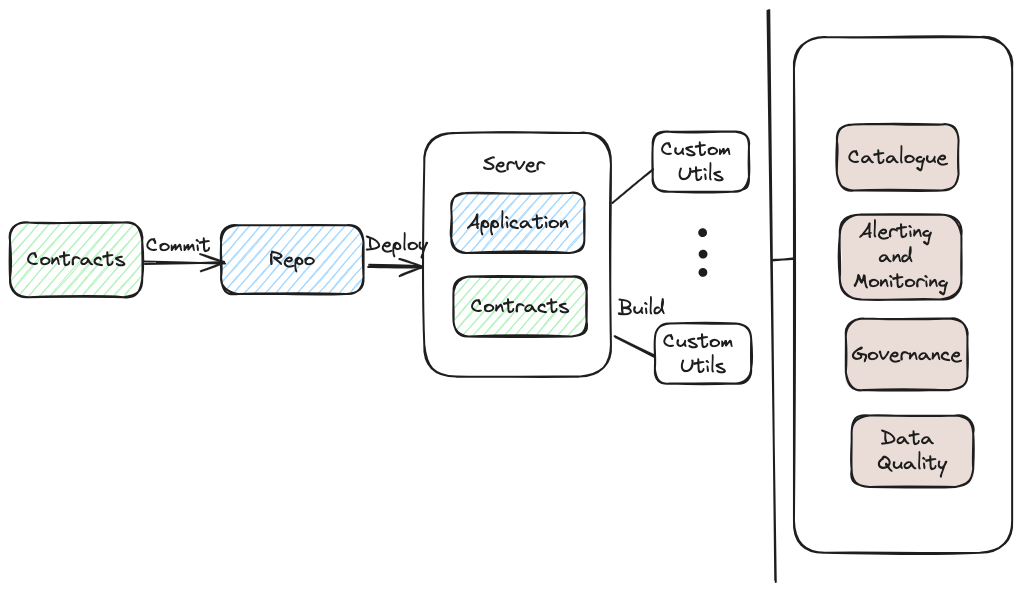 Contracts
Commit
Repo
Deploy
Server
Application
Contracts
Build
Custom
Utils
Custom
Utils
Catalogue
Alerting
and
Monitoring
Governance
Data
Quality